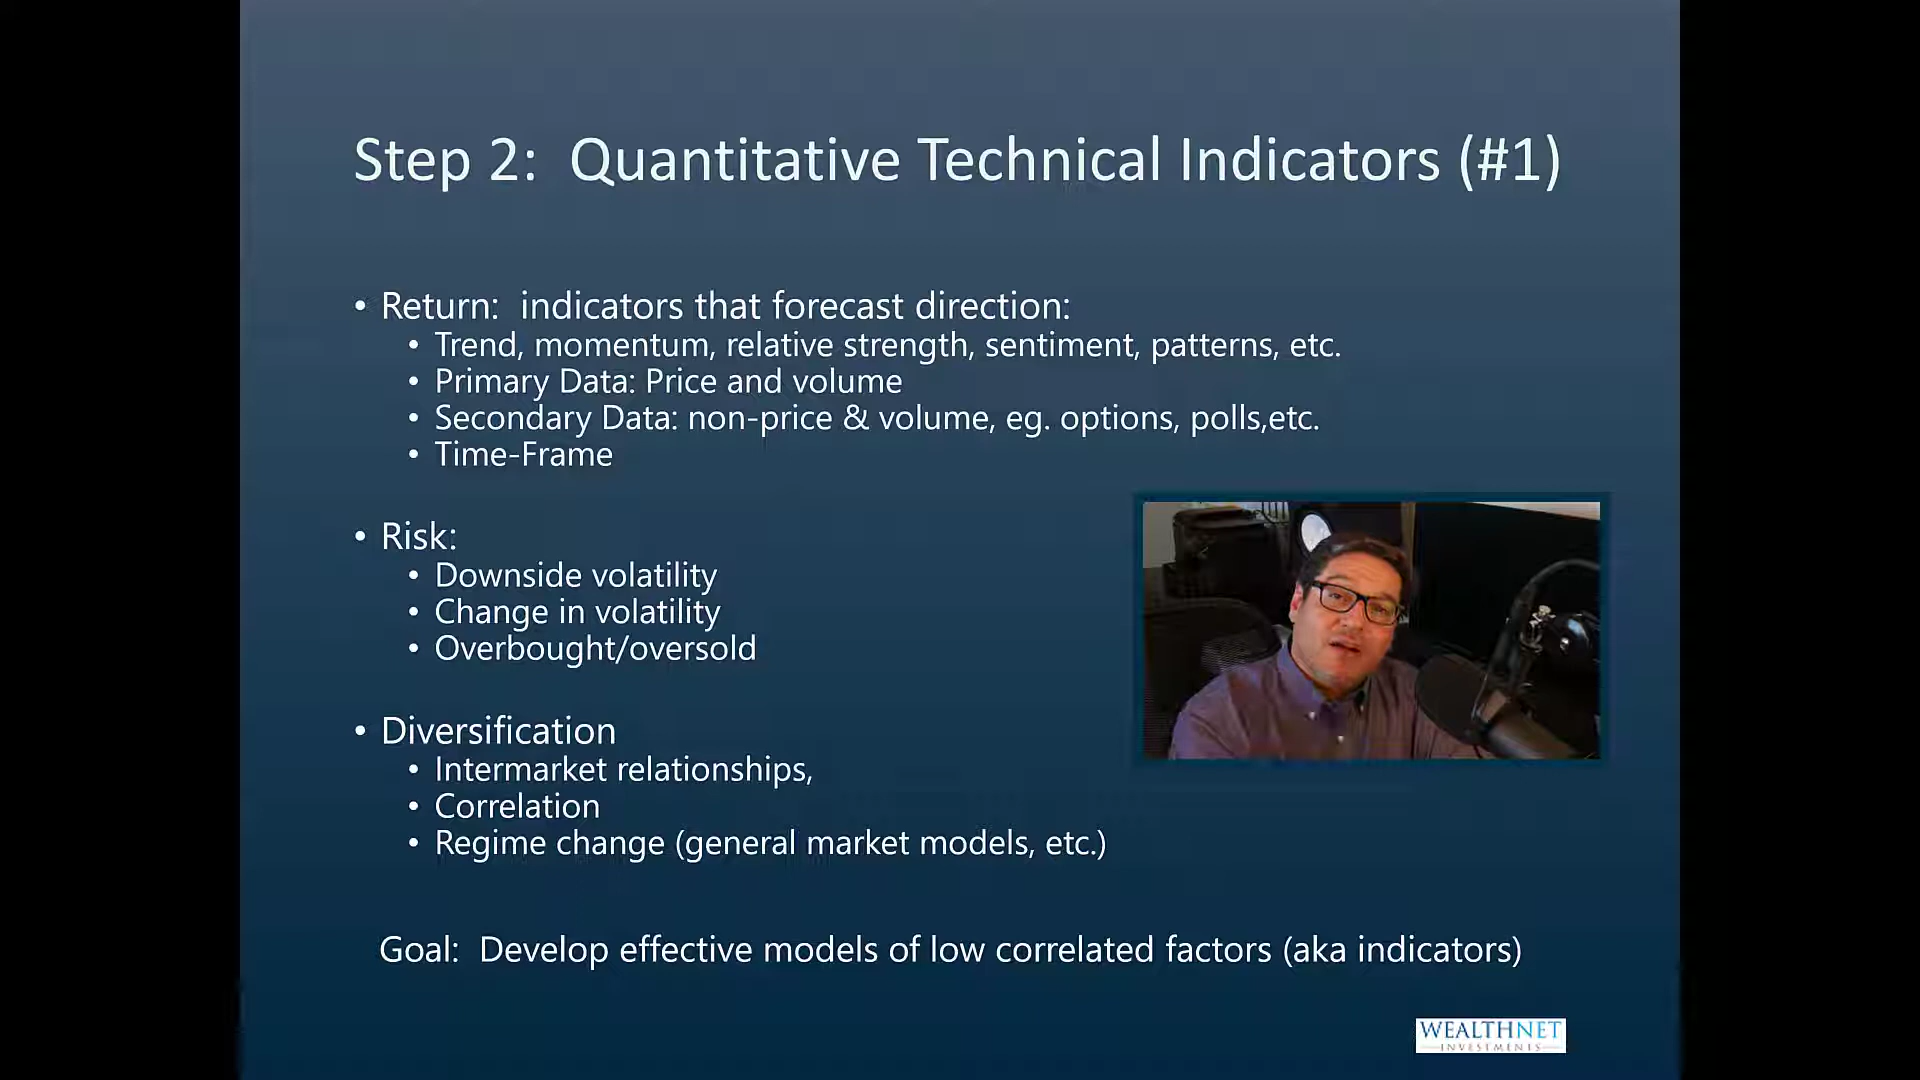 Step 2:  Quantitative Technical Indicators (#1)
• Return:  indicators that forecast direction:
• Trend, momentum, relative strength, sentiment, patterns, etc.
• Primary Data: Price and volume
• Secondary Data: non-price & volume, eg. options, polls,etc.
• Time-Frame
• Risk:
• Downside volatility
• Change in volatility
• Overbought/oversold
• Diversification
• Intermarket relationships,
• Correlation
• Regime change (general market models, etc.)
Goal:  Develop effective models of low correlated factors (aka indicators)
WEALTHNET
INVESTMENTS